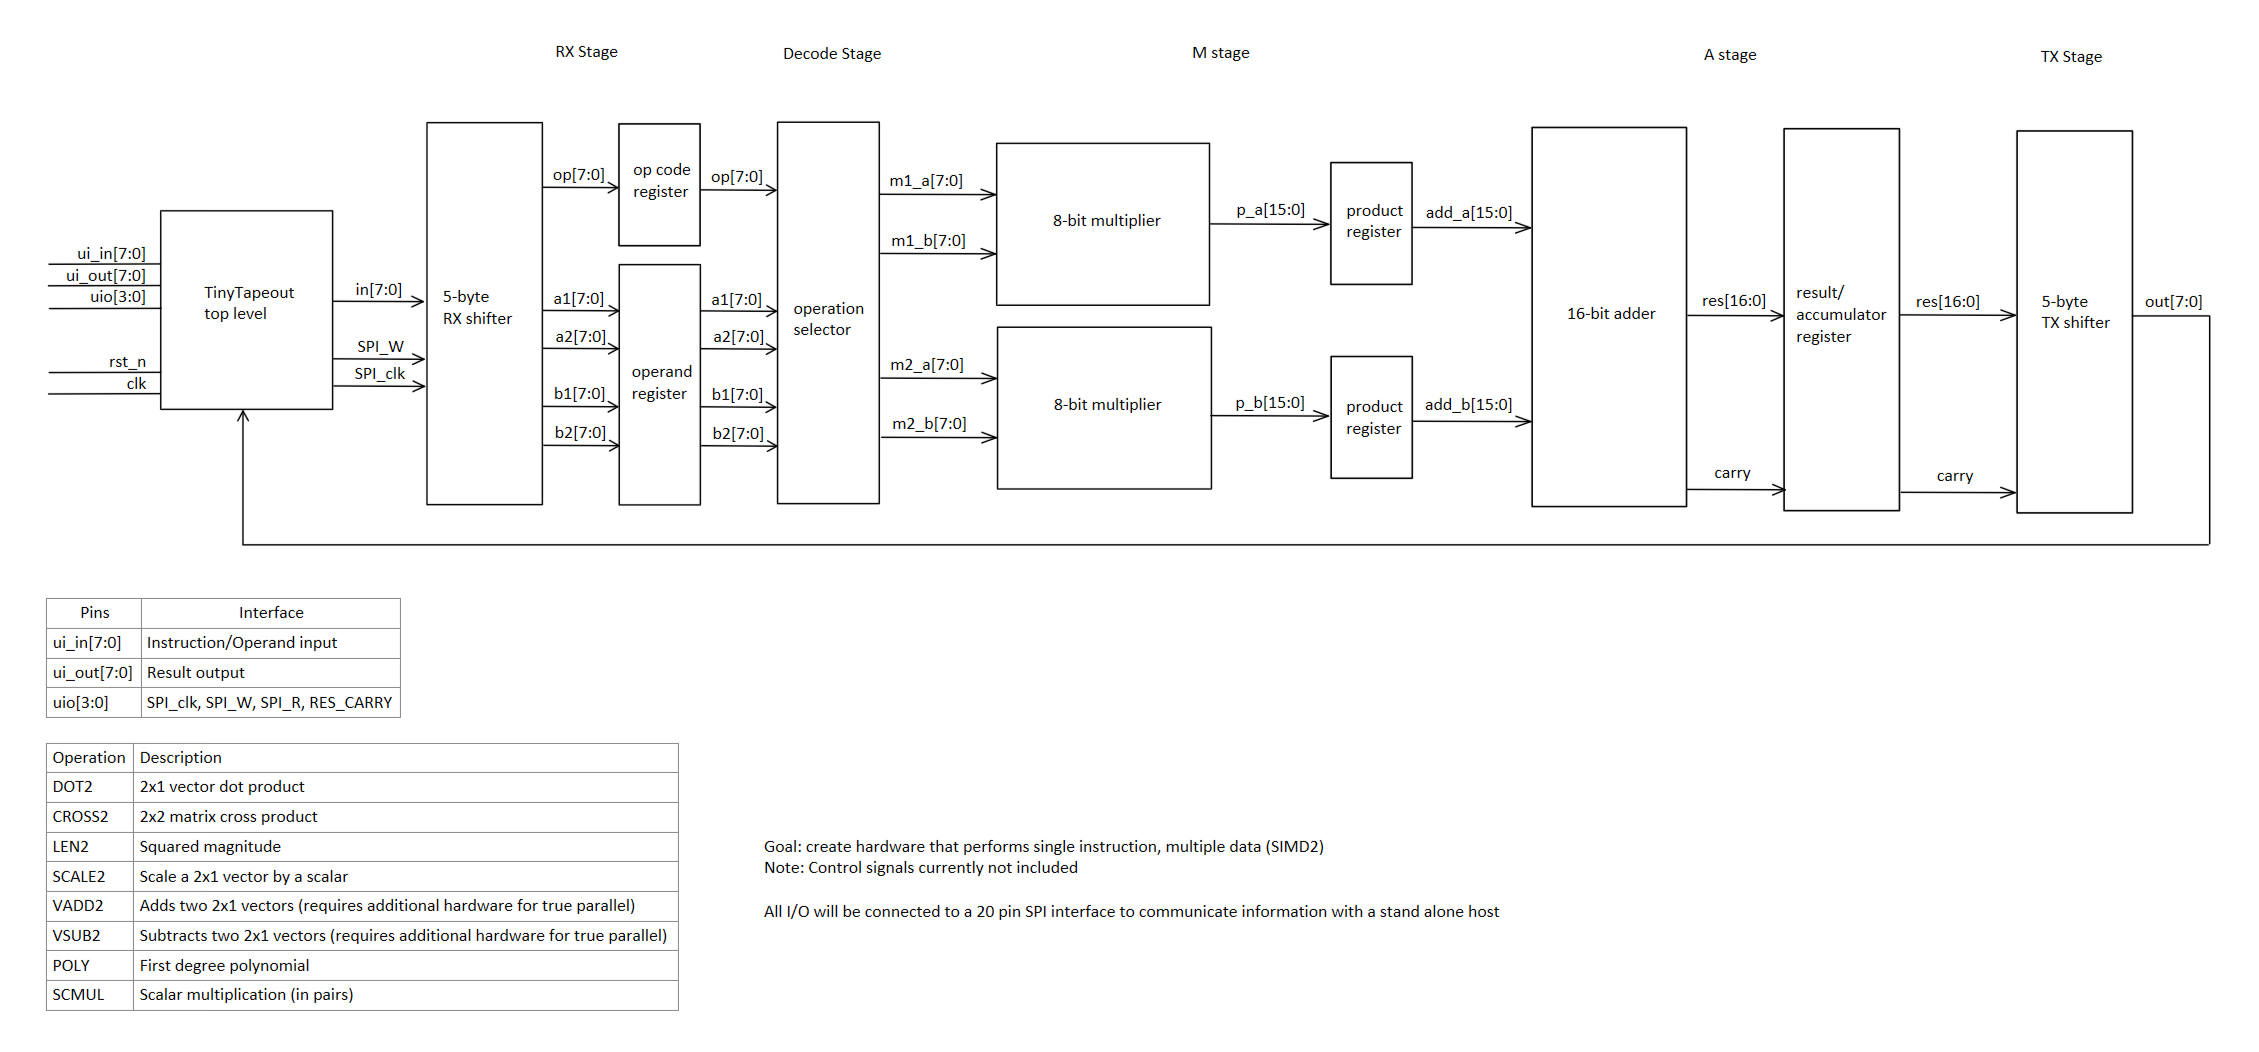 RX Stage
Decode Stage
M stage
A stage
TX Stage
ui_in[7:0]
ui_out[7:0]
uio[3:0]
rst_n
clk
TinyTapeout
top level
in[7:0]
SPI_W
SPI_clk
5-byte
RX shifter
op[7:0]
a1[7:0]
a2[7:0]
b1[7:0]
b2[7:0]
op code
register
operand
register
op[7:0]
a1[7:0]
a2[7:0]
b1[7:0]
b2[7:0]
operation
selector
m1_a[7:0]
m1_b[7:0]
m2_a[7:0]
m2_b[7:0]
8-bit multiplier
8-bit multiplier
p_a[15:0]
p_b[15:0]
product
register
product
register
add_a[15:0]
add_b[15:0]
16-bit adder
res[16:0]
carry
result/
accumulator
register
res[16:0]
carry
5-byte
TX shifter
out[7:0]
Pins Interface
ui_in[7:0] Instruction/Operand input
ui_out[7:0] Result output
uio[3:0] SPI_clk, SPI_W, SPI_R, RES_CARRY
Operation Description
DOT2 2x1 vector dot product
CROSS2 2x2 matrix cross product
LEN2 Squared magnitude
SCALE2 Scale a 2x1 vector by a scalar
VADD2 Adds two 2x1 vectors (requires additional hardware for true parallel)
VSUB2 Subtracts two 2x1 vectors (requires additional hardware for true parallel)
POLY First degree polynomial
SCMUL Scalar multiplication (in pairs)
Goal: create hardware that performs single instruction, multiple data (SIMD2)
Note: Control signals currently not included
All I/O will be connected to a 20 pin SPI interface to communicate information with a stand alone host